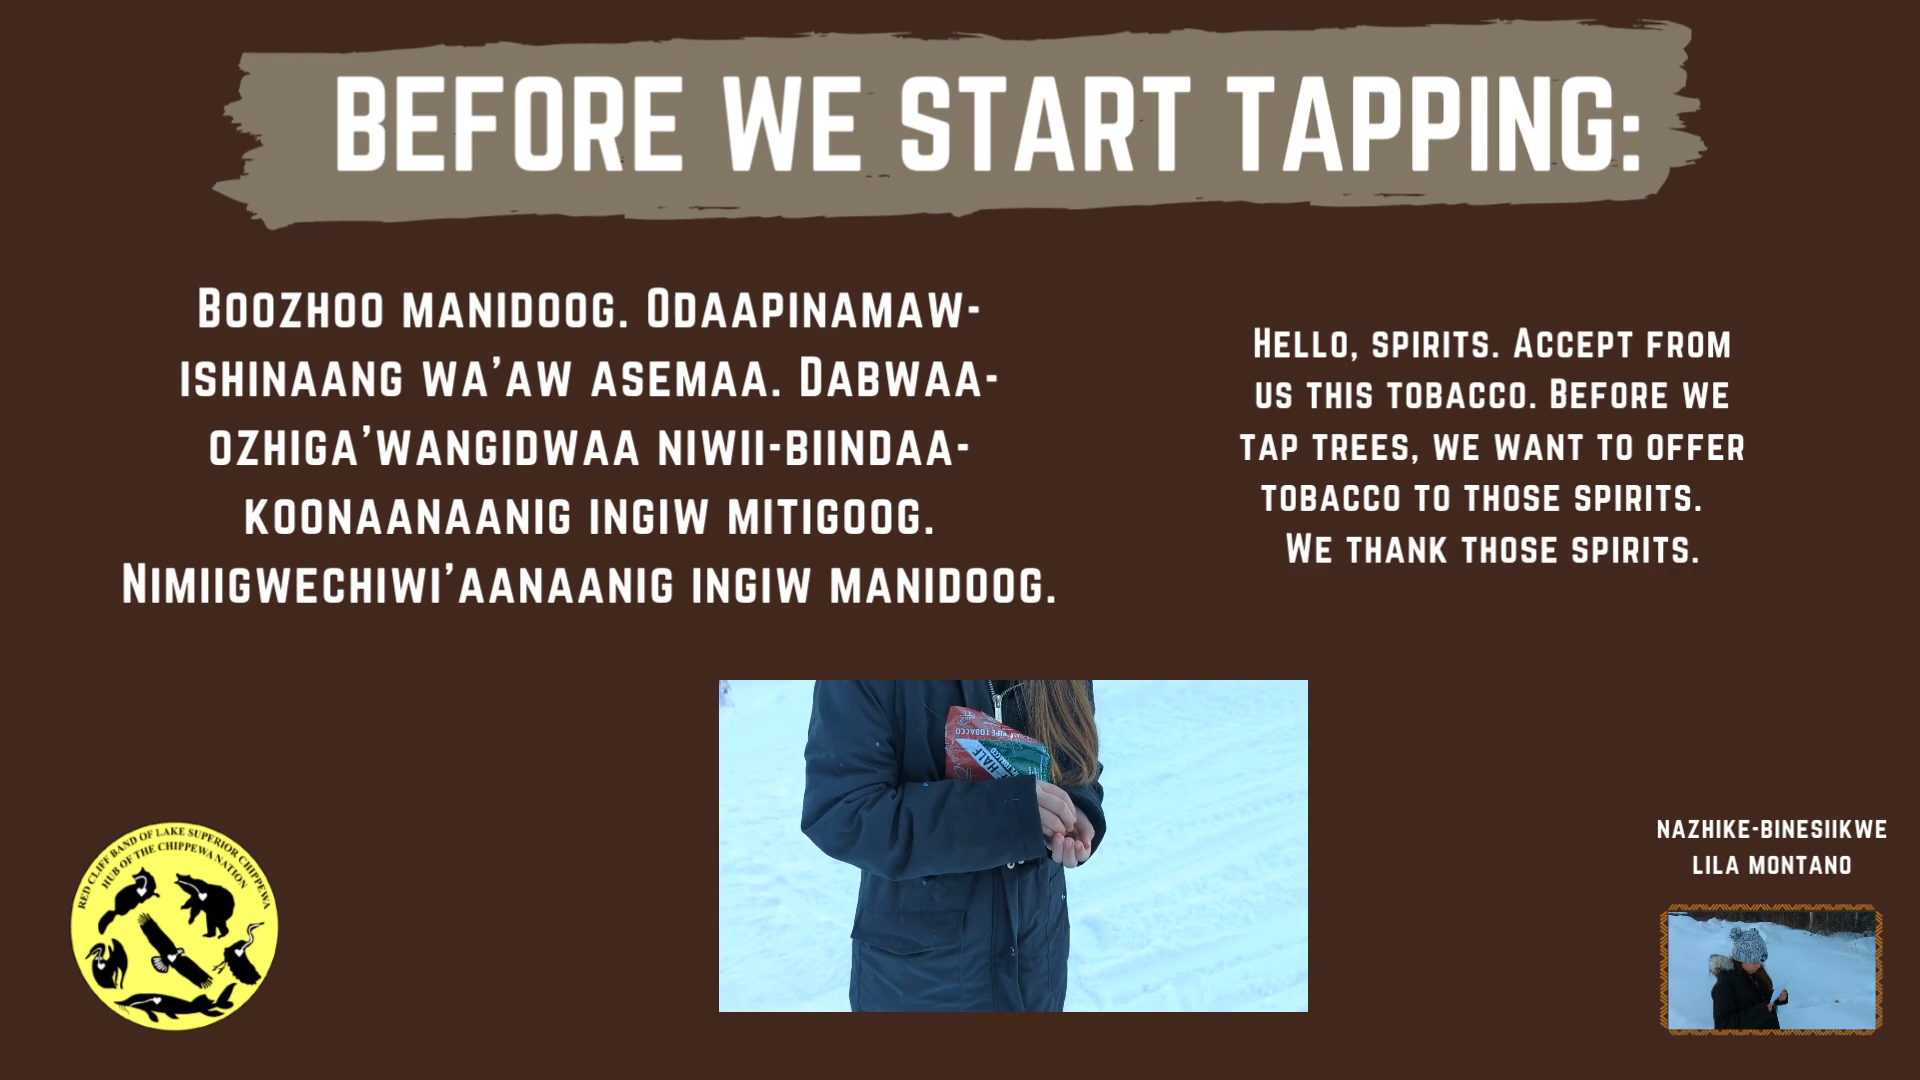 BEFORE WE START TAPPING:
BOOZHOO MANIDOOG. ODAAPINAMAW-
ISHINAANG WA'AW ASEMAA. DABWAA-
OZHIGA'WANGIDWAA NIWII-BIINDAA-
KOONAANAANIG INGIW MITIGOOG.
NIMIIGWECHIWI'AANAANIG INGIW MANIDOOG.
HELLO, SPIRITS. ACCEPT FROM
US THIS TOBACCO. BEFORE WE
TAP TREES, WE WANT TO OFFER
TOBACCO TO THOSE SPIRITS.
WE THANK THOSE SPIRITS.
PIPE TOBACCO
HALF
RED CLIFF BAND OF LAKE SUPERIOR CHIPPEWA
HUB OF THE CHIPPEWA NATION
NAZHIKE-BINESIIKWE
LILA MONTANO